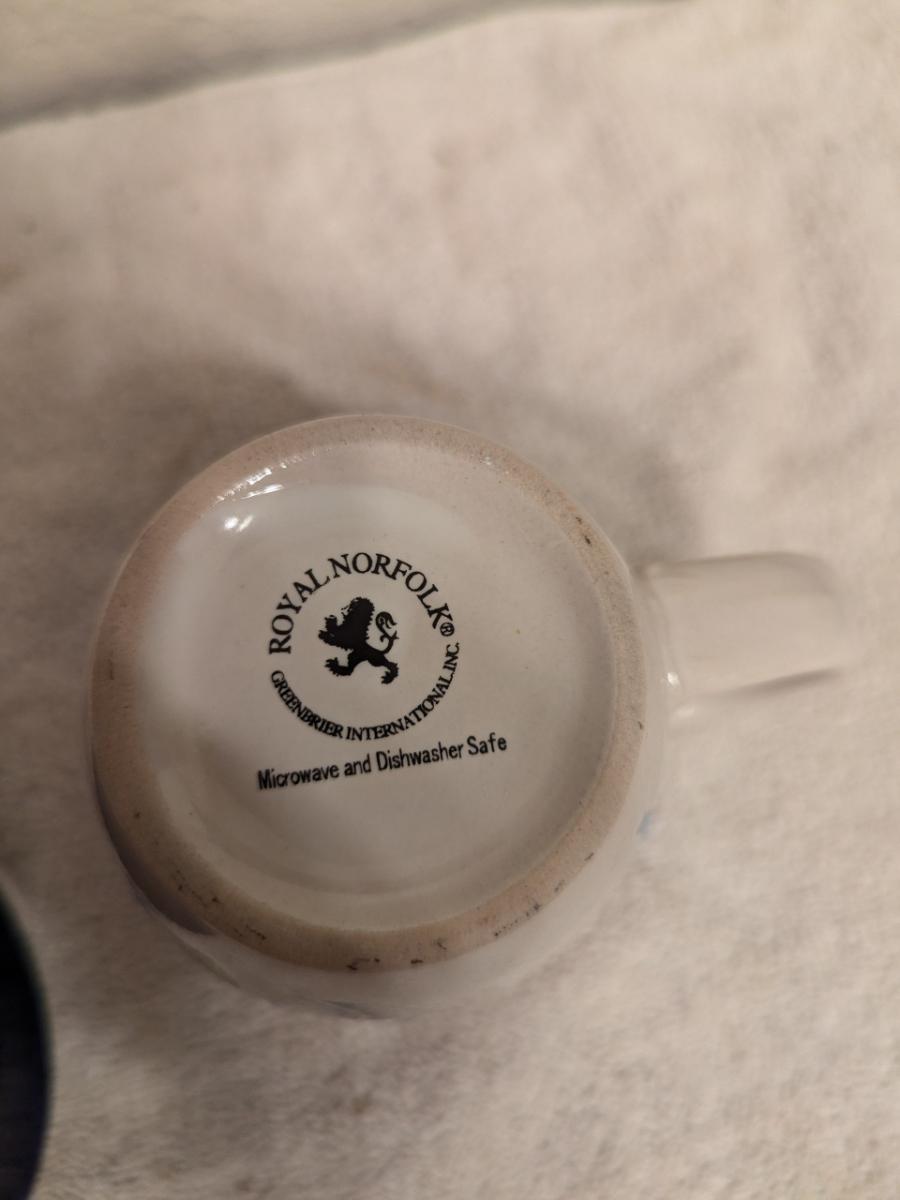 ROYAL NORFOLK®
GREENBRIER INTERNATIONAL.INC.
Microwave and Dishwasher Safe